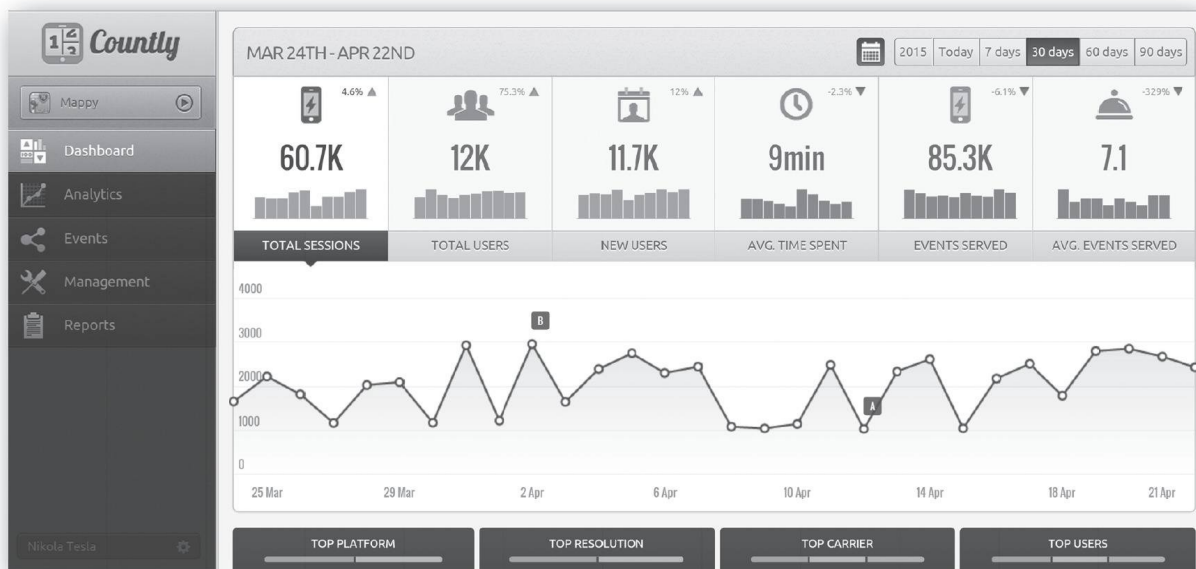 Countly
MAR 24TH - APR 22ND
2015 Today 7 days 30 days 60 days 90 days
Mappy
Dashboard
Analytics
Events
Management
Reports
Nikola Tesla
4.6% ▲ 75.3% ▲ 12% ▲ -2.3% ▼ -6.1% ▼ -329% ▼
60.7K 12K 11.7K 9min 85.3K 7.1
TOTAL SESSIONS TOTAL USERS NEW USERS AVG. TIME SPENT EVENTS SERVED AVG. EVENTS SERVED
4000
3000
2000
1000
0
B
A
25 Mar 29 Mar 2 Apr 6 Apr 10 Apr 14 Apr 18 Apr 21 Apr
TOP PLATFORM TOP RESOLUTION TOP CARRIER TOP USERS